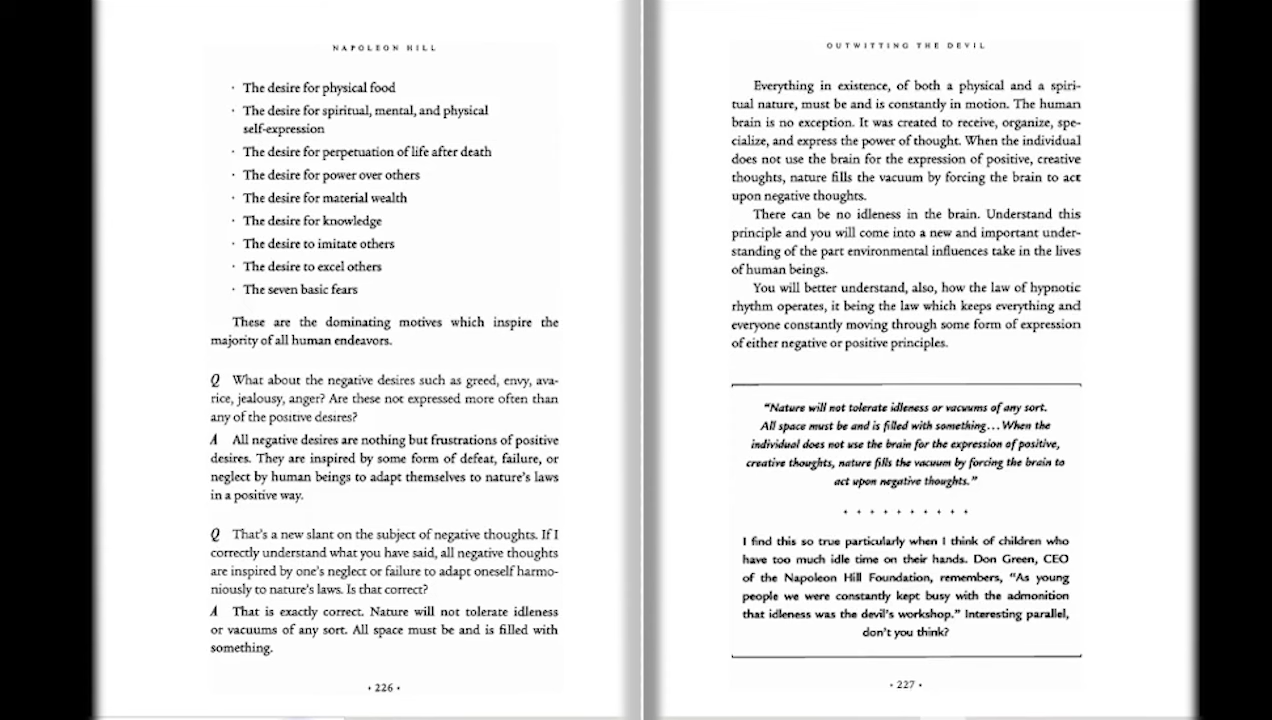 NAPOLEON HILL
· The desire for physical food
· The desire for spiritual, mental, and physical
self-expression
· The desire for perpetuation of life after death
· The desire for power over others
· The desire for material wealth
· The desire for knowledge
· The desire to imitate others
· The desire to excel others
· The seven basic fears
These are the dominating motives which inspire the
majority of all human endeavors.
Q What about the negative desires such as greed, envy, ava-
rice, jealousy, anger? Are these not expressed more often than
any of the positive desires?
A All negative desires are nothing but frustrations of positive
desires. They are inspired by some form of defeat, failure, or
neglect by human beings to adapt themselves to nature's laws
in a positive way.
Q That's a new slant on the subject of negative thoughts. If I
correctly understand what you have said, all negative thoughts
are inspired by one's neglect or failure to adapt oneself harmo-
niously to nature's laws. Is that correct?
A That is exactly correct. Nature will not tolerate idleness
or vacuums of any sort. All space must be and is filled with
something.
· 226 ·
OUTWITTING THE DEVIL
Everything in existence, of both a physical and a spiri-
tual nature, must be and is constantly in motion. The human
brain is no exception. It was created to receive, organize, spe-
cialize, and express the power of thought. When the individual
does not use the brain for the expression of positive, creative
thoughts, nature fills the vacuum by forcing the brain to act
upon negative thoughts.
There can be no idleness in the brain. Understand this
principle and you will come into a new and important under-
standing of the part environmental influences take in the lives
of human beings.
You will better understand, also, how the law of hypnotic
rhythm operates, it being the law which keeps everything and
everyone constantly moving through some form of expression
of either negative or positive principles.
"Nature will not tolerate idleness or vacuums of any sort.
All space must be and is filled with something... When the
individual does not use the brain for the expression of positive,
creative thoughts, nature fills the vacuum by forcing the brain to
act upon negative thoughts."
I find this so true particularly when I think of children who
have too much idle time on their hands. Don Green, CEO
of the Napoleon Hill Foundation, remembers, "As young
people we were constantly kept busy with the admonition
that idleness was the devil's workshop." Interesting parallel,
don't you think?
· 227 ·